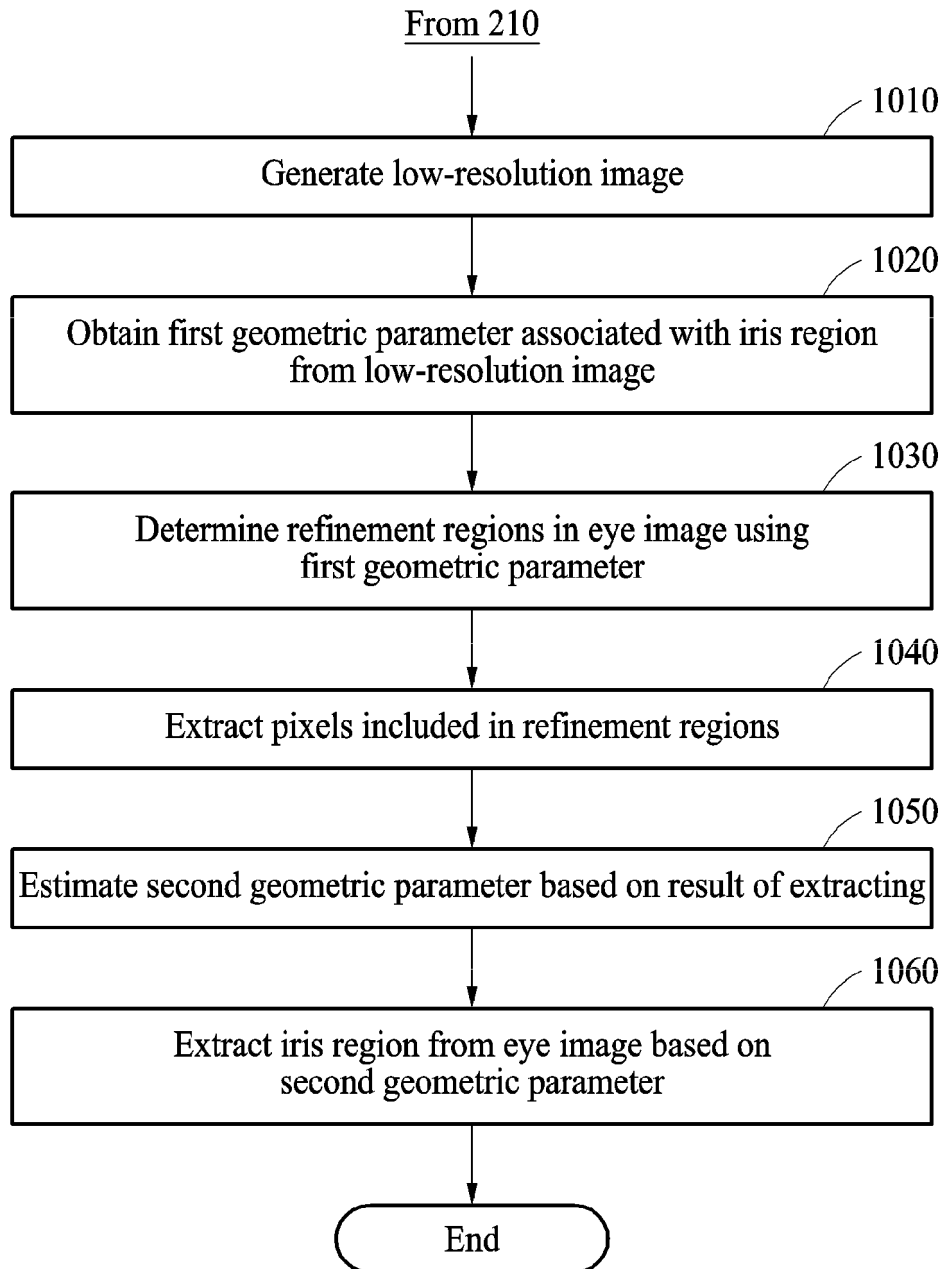 From 210
1010
Generate low-resolution image
1020
Obtain first geometric parameter associated with iris region
from low-resolution image
1030
Determine refinement regions in eye image using
first geometric parameter
1040
Extract pixels included in refinement regions
1050
Estimate second geometric parameter based on result of extracting
1060
Extract iris region from eye image based on
second geometric parameter
End